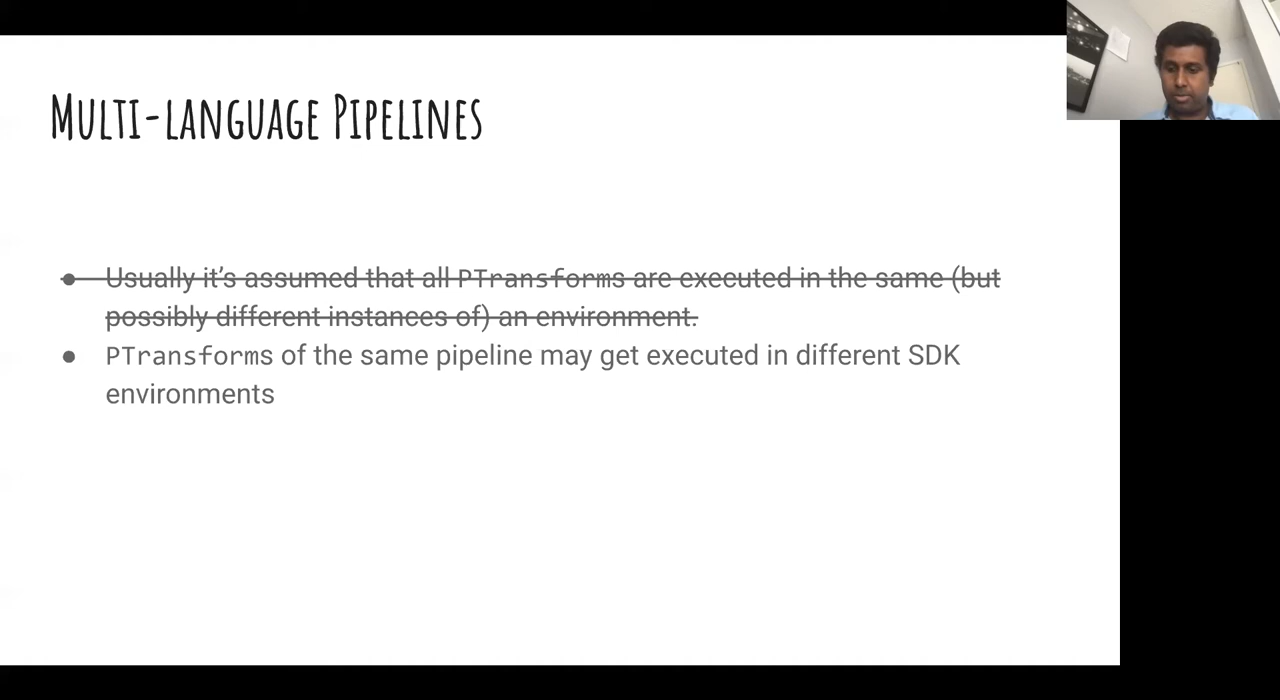 Multi-language Pipelines
● Usually it's assumed that all PTransforms are executed in the same (but
possibly different instances of) an environment.
● PTransforms of the same pipeline may get executed in different SDK
environments